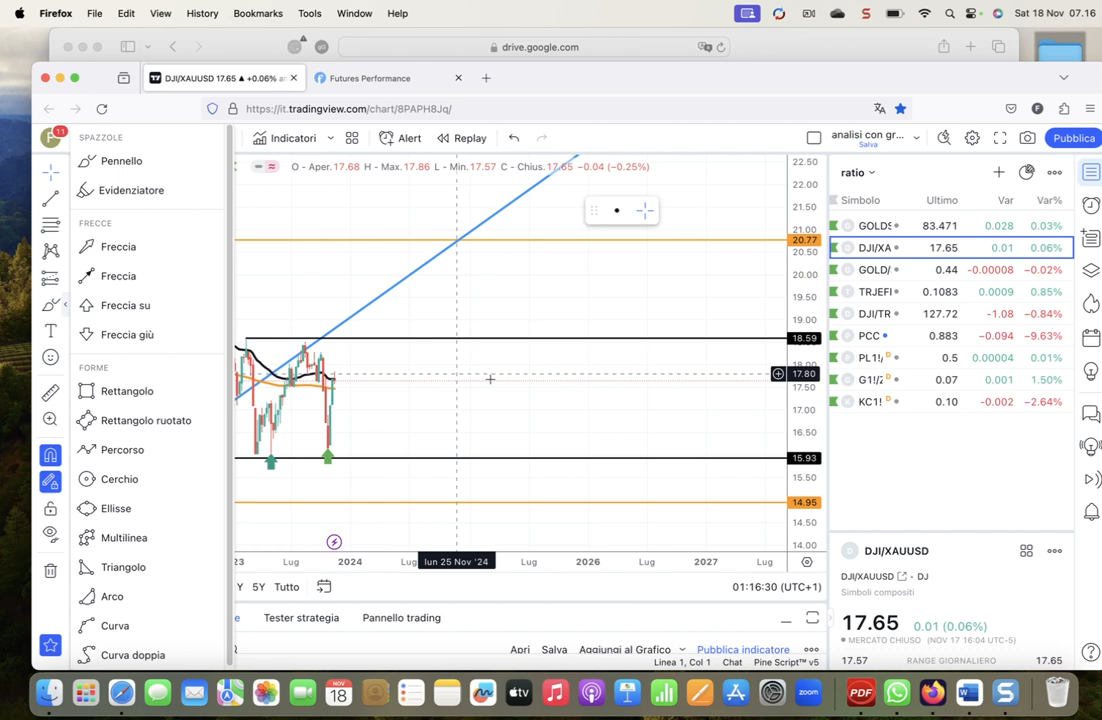 Firefox File Edit View History Bookmarks Tools Window Help Sat 18 Nov 07.16
drive.google.com
DJI/XAUUSD 17.65 ▲ +0.06% an
Futures Performance
https://it.tradingview.com/chart/8PAPH8Jq/
11
SPAZZOLE
Pennello
Evidenziatore
FRECCE
Freccia
Freccia
Freccia su
Freccia giù
FORME
Rettangolo
Rettangolo ruotato
Percorso
Cerchio
Ellisse
Multilinea
Triangolo
Arco
Curva
Curva doppia
Indicatori
Alert
Replay
analisi con gr...
Salva
Pubblica
O - Aper.17.68 H - Max.17.86 L - Min.17.57 C - Chius.17.65 −0.04 (−0.25%)
22.50
22.00
21.50
21.00
20.77
20.50
20.00
19.50
19.00
18.59
18.00
17.80
17.50
17.00
16.50
15.93
15.50
14.95
14.50
14.00
23 2024 Lug lun 25 Nov '24 Lug 2026 Lug 2027 Lug
Y 5Y Tutto
01:16:30 (UTC+1)
e Tester strategia Pannello trading
Apri Salva Aggiungi al Grafico Pubblica indicatore
Linea 1, Col 1 Chat Pine Script™ v5
ratio
Simbolo Ultimo Var Var%
GOLDS 83.471 0.028 0.03%
DJI/XA 17.65 0.01 0.06%
GOLD/ 0.44 −0.00008 −0.02%
TRJEFI 0.1083 0.0009 0.85%
DJI/TR 127.72 −1.08 −0.84%
PCC 0.883 −0.094 −9.63%
PL1!/ D 0.5 0.00004 0.01%
G1!/Z D 0.07 0.001 1.50%
KC1! D 0.10 −0.002 −2.64%
DJI/XAUUSD
DJI/XAUUSD - DJ
Simboli compositi
17.65 0.01 (0.06%)
MERCATO CHIUSO (NOV 17 16:04 UTC-5)
17.57 RANGE GIORNALIERO 17.65
NOV
18
tv
PDF
zoom
W
S